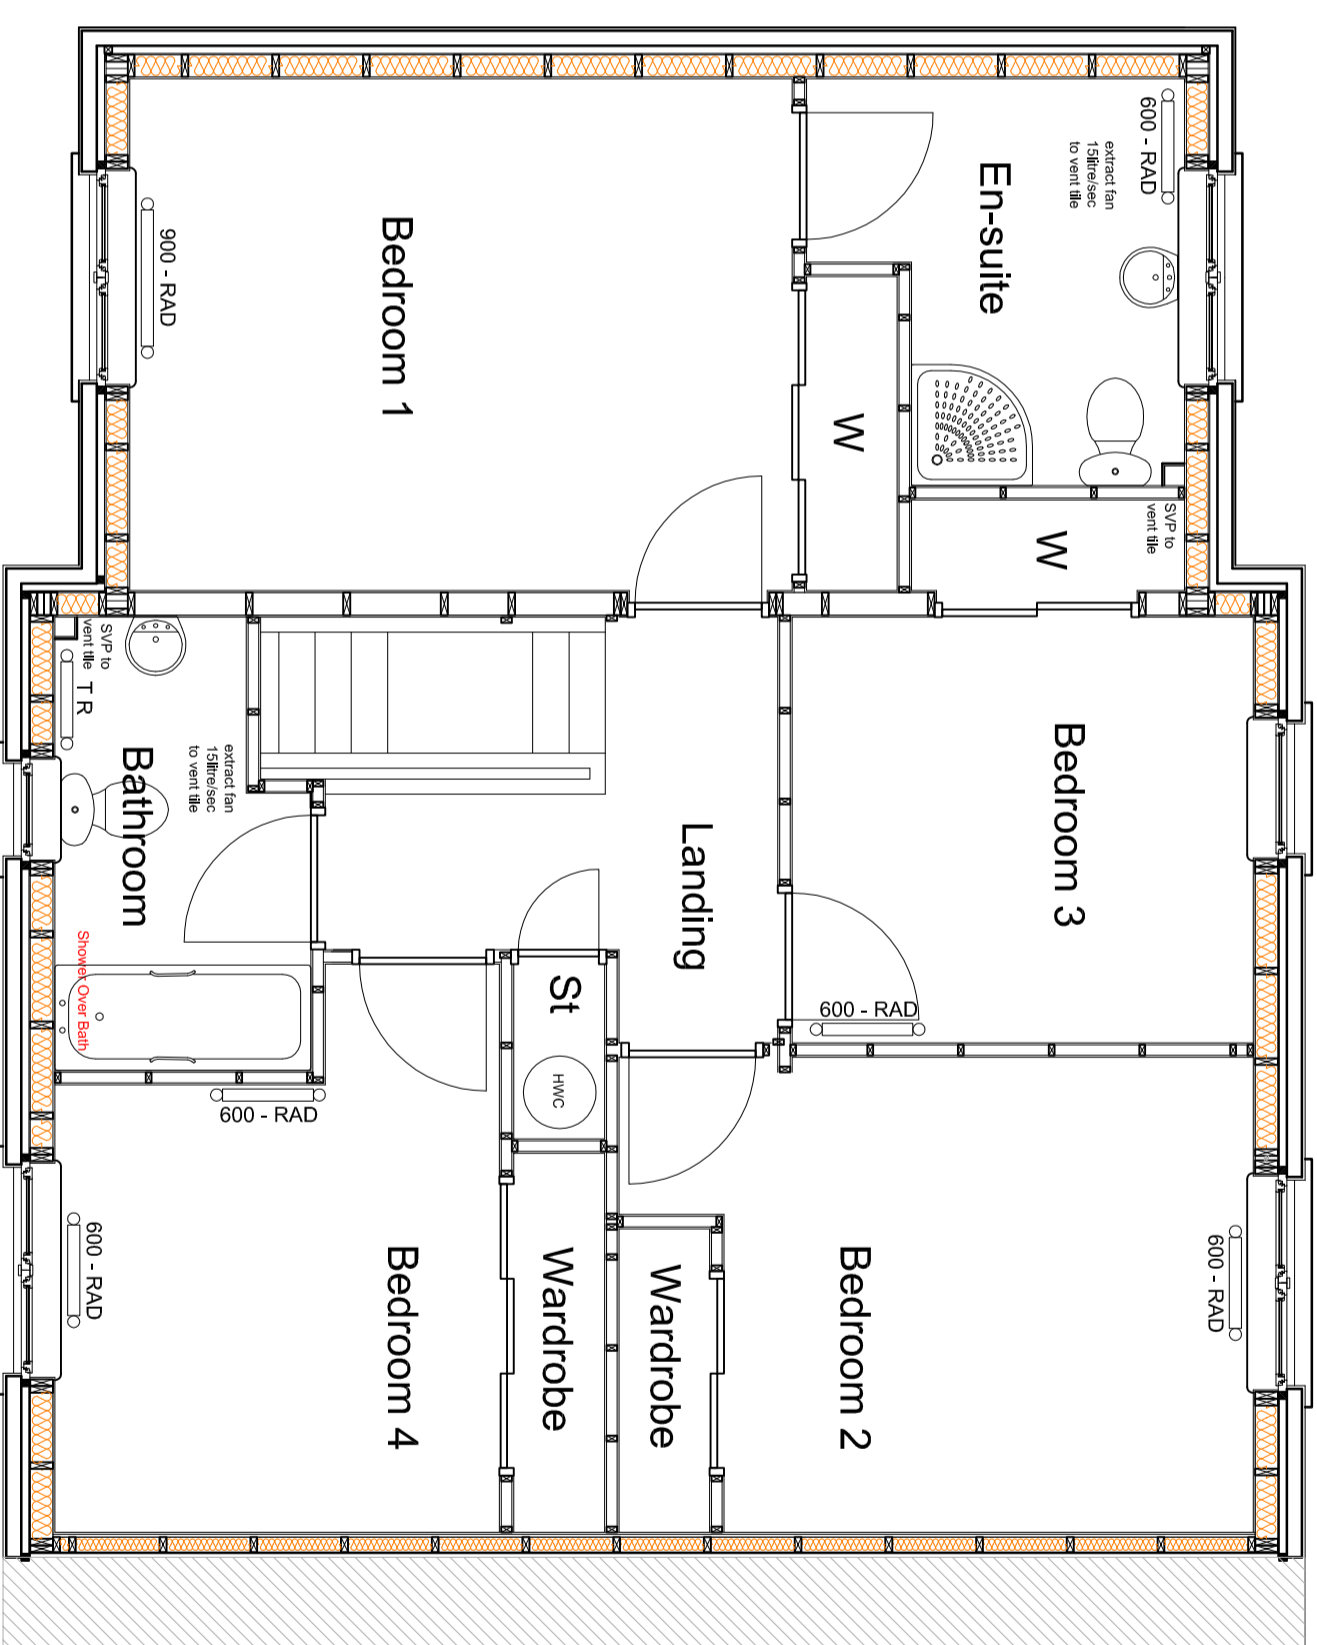 600 - RAD
extract fan
15litre/sec
to vent tile
En-suite
Bedroom 1
900 - RAD
W
W
SVP to
vent tile
SVP to
vent tile
T R
Bathroom
extract fan
15litre/sec
to vent tile
Shower Over Bath
Landing
Bedroom 3
600 - RAD
St
HWC
600 - RAD
600 - RAD
Bedroom 4
Wardrobe
Wardrobe
Bedroom 2
600 - RAD